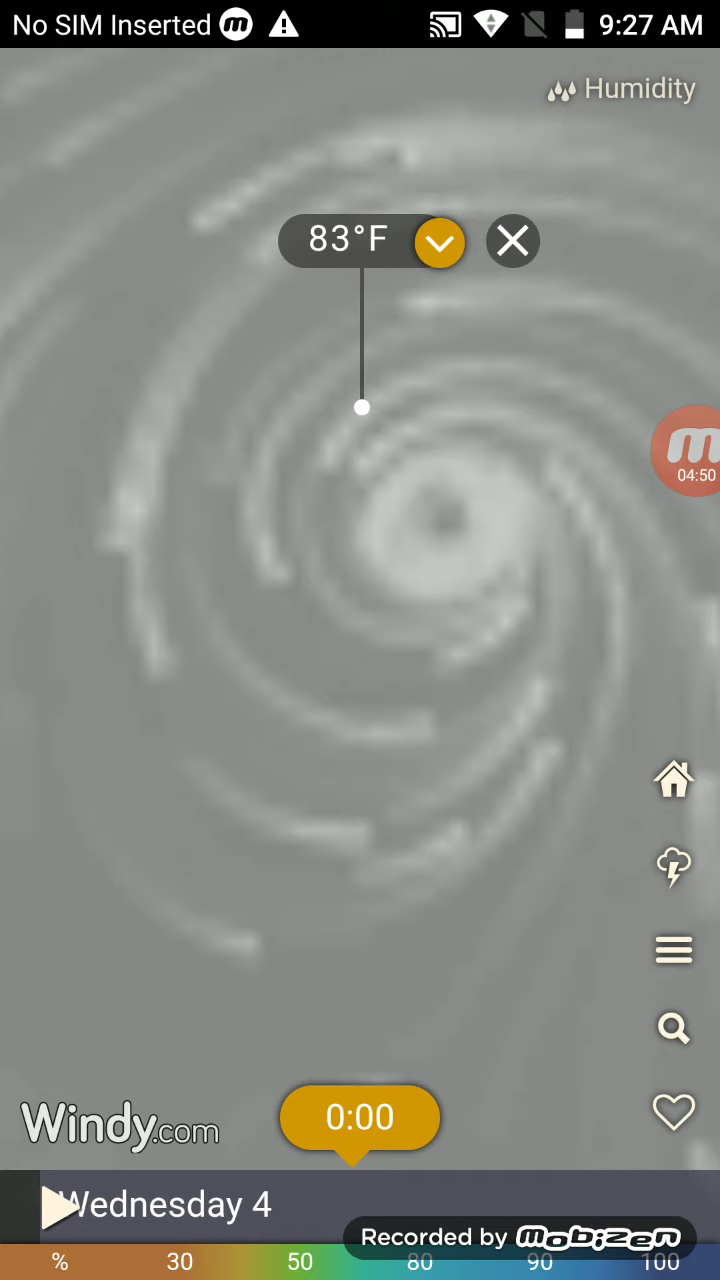 No SIM Inserted m 9:27 AM
Humidity
83°F
m
04:50
Windy.com
0:00
Wednesday 4
Recorded by mobizen
% 30 50 80 90 100